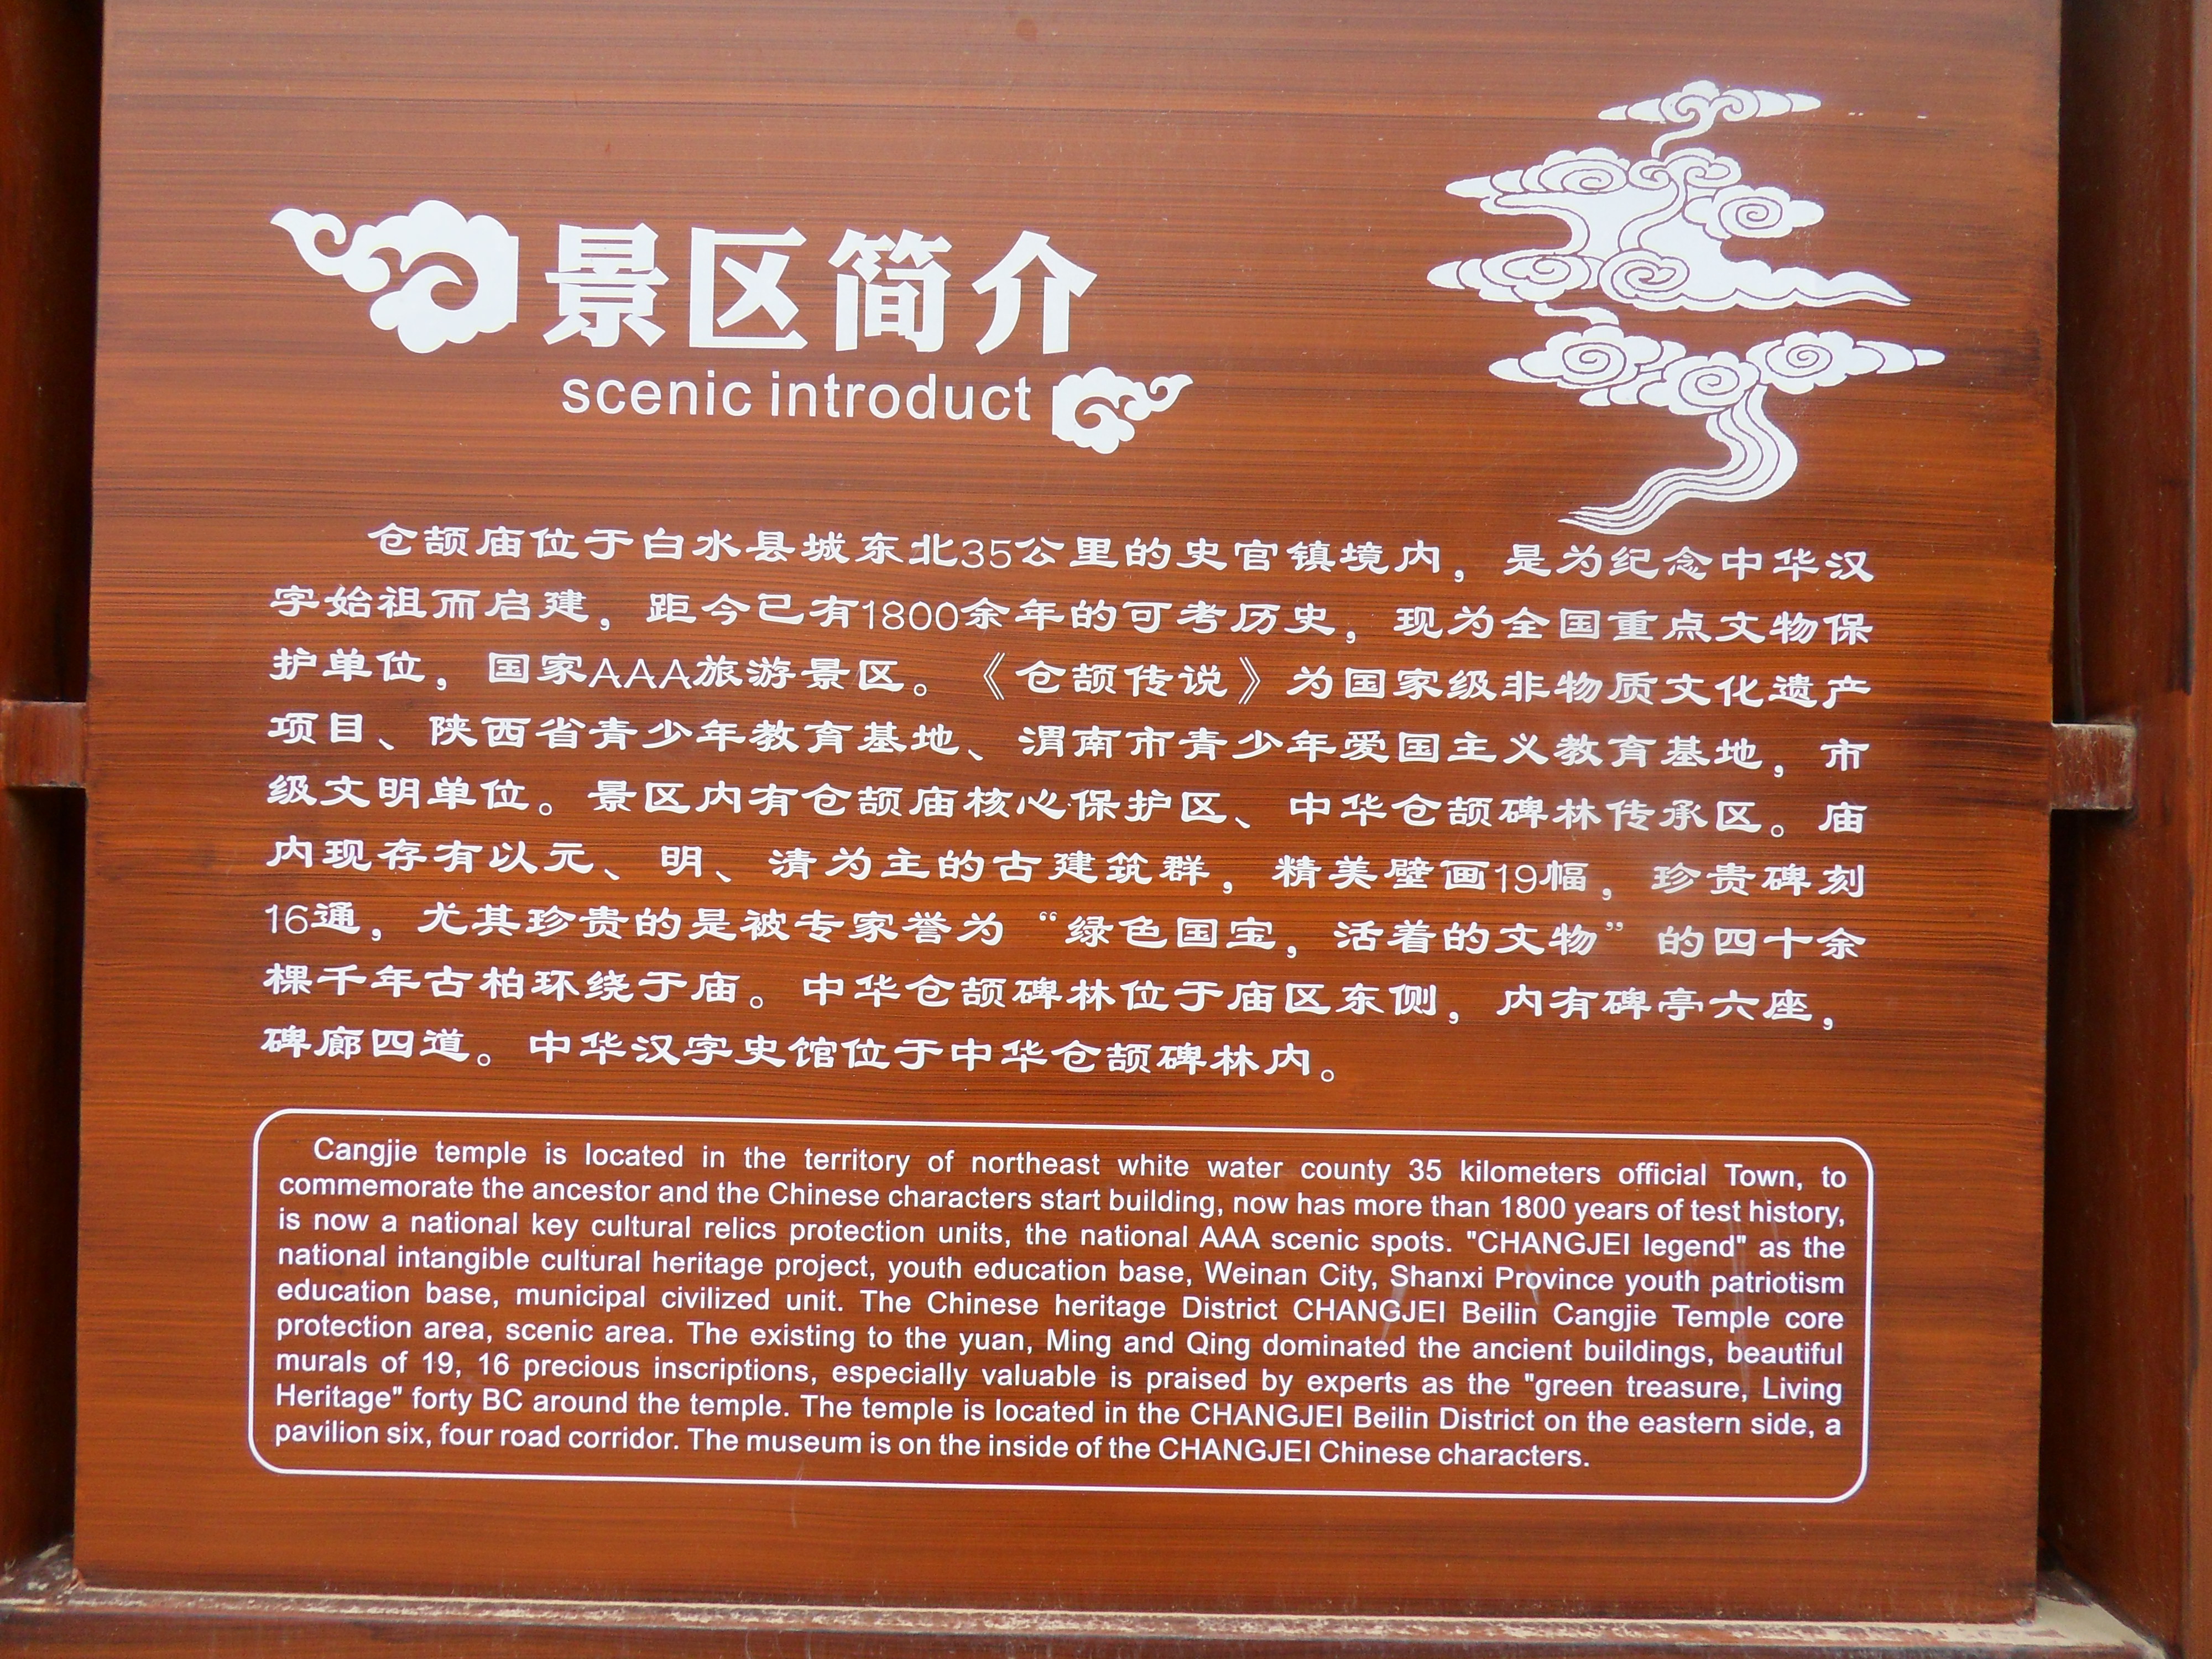 景区简介
scenic introduct
仓颉庙位于白水县城东北35公里的史官镇境内，是为纪念中华汉
字始祖而启建，距今已有1800余年的可考历史，现为全国重点文物保
护单位，国家AAA旅游景区。《仓颉传说》为国家级非物质文化遗产
项目、陕西省青少年教育基地、渭南市青少年爱国主义教育基地，市
级文明单位。景区内有仓颉庙核心保护区、中华仓颉碑林传承区。庙
内现存有以元、明、清为主的古建筑群，精美壁画19幅，珍贵碑刻
16通，尤其珍贵的是被专家誉为“绿色国宝，活着的文物”的四十余
棵千年古柏环绕于庙。中华仓颉碑林位于庙区东侧，内有碑亭六座，
碑廊四道。中华汉字史馆位于中华仓颉碑林内。
Cangjie temple is located in the territory of northeast white water county 35 kilometers official Town, to
commemorate the ancestor and the Chinese characters start building, now has more than 1800 years of test history,
is now a national key cultural relics protection units, the national AAA scenic spots. "CHANGJEI legend" as the
national intangible cultural heritage project, youth education base, Weinan City, Shanxi Province youth patriotism
education base, municipal civilized unit. The Chinese heritage District CHANGJEI Beilin Cangjie Temple core
protection area, scenic area. The existing to the yuan, Ming and Qing dominated the ancient buildings, beautiful
murals of 19, 16 precious inscriptions, especially valuable is praised by experts as the "green treasure, Living
Heritage" forty BC around the temple. The temple is located in the CHANGJEI Beilin District on the eastern side, a
pavilion six, four road corridor. The museum is on the inside of the CHANGJEI Chinese characters.